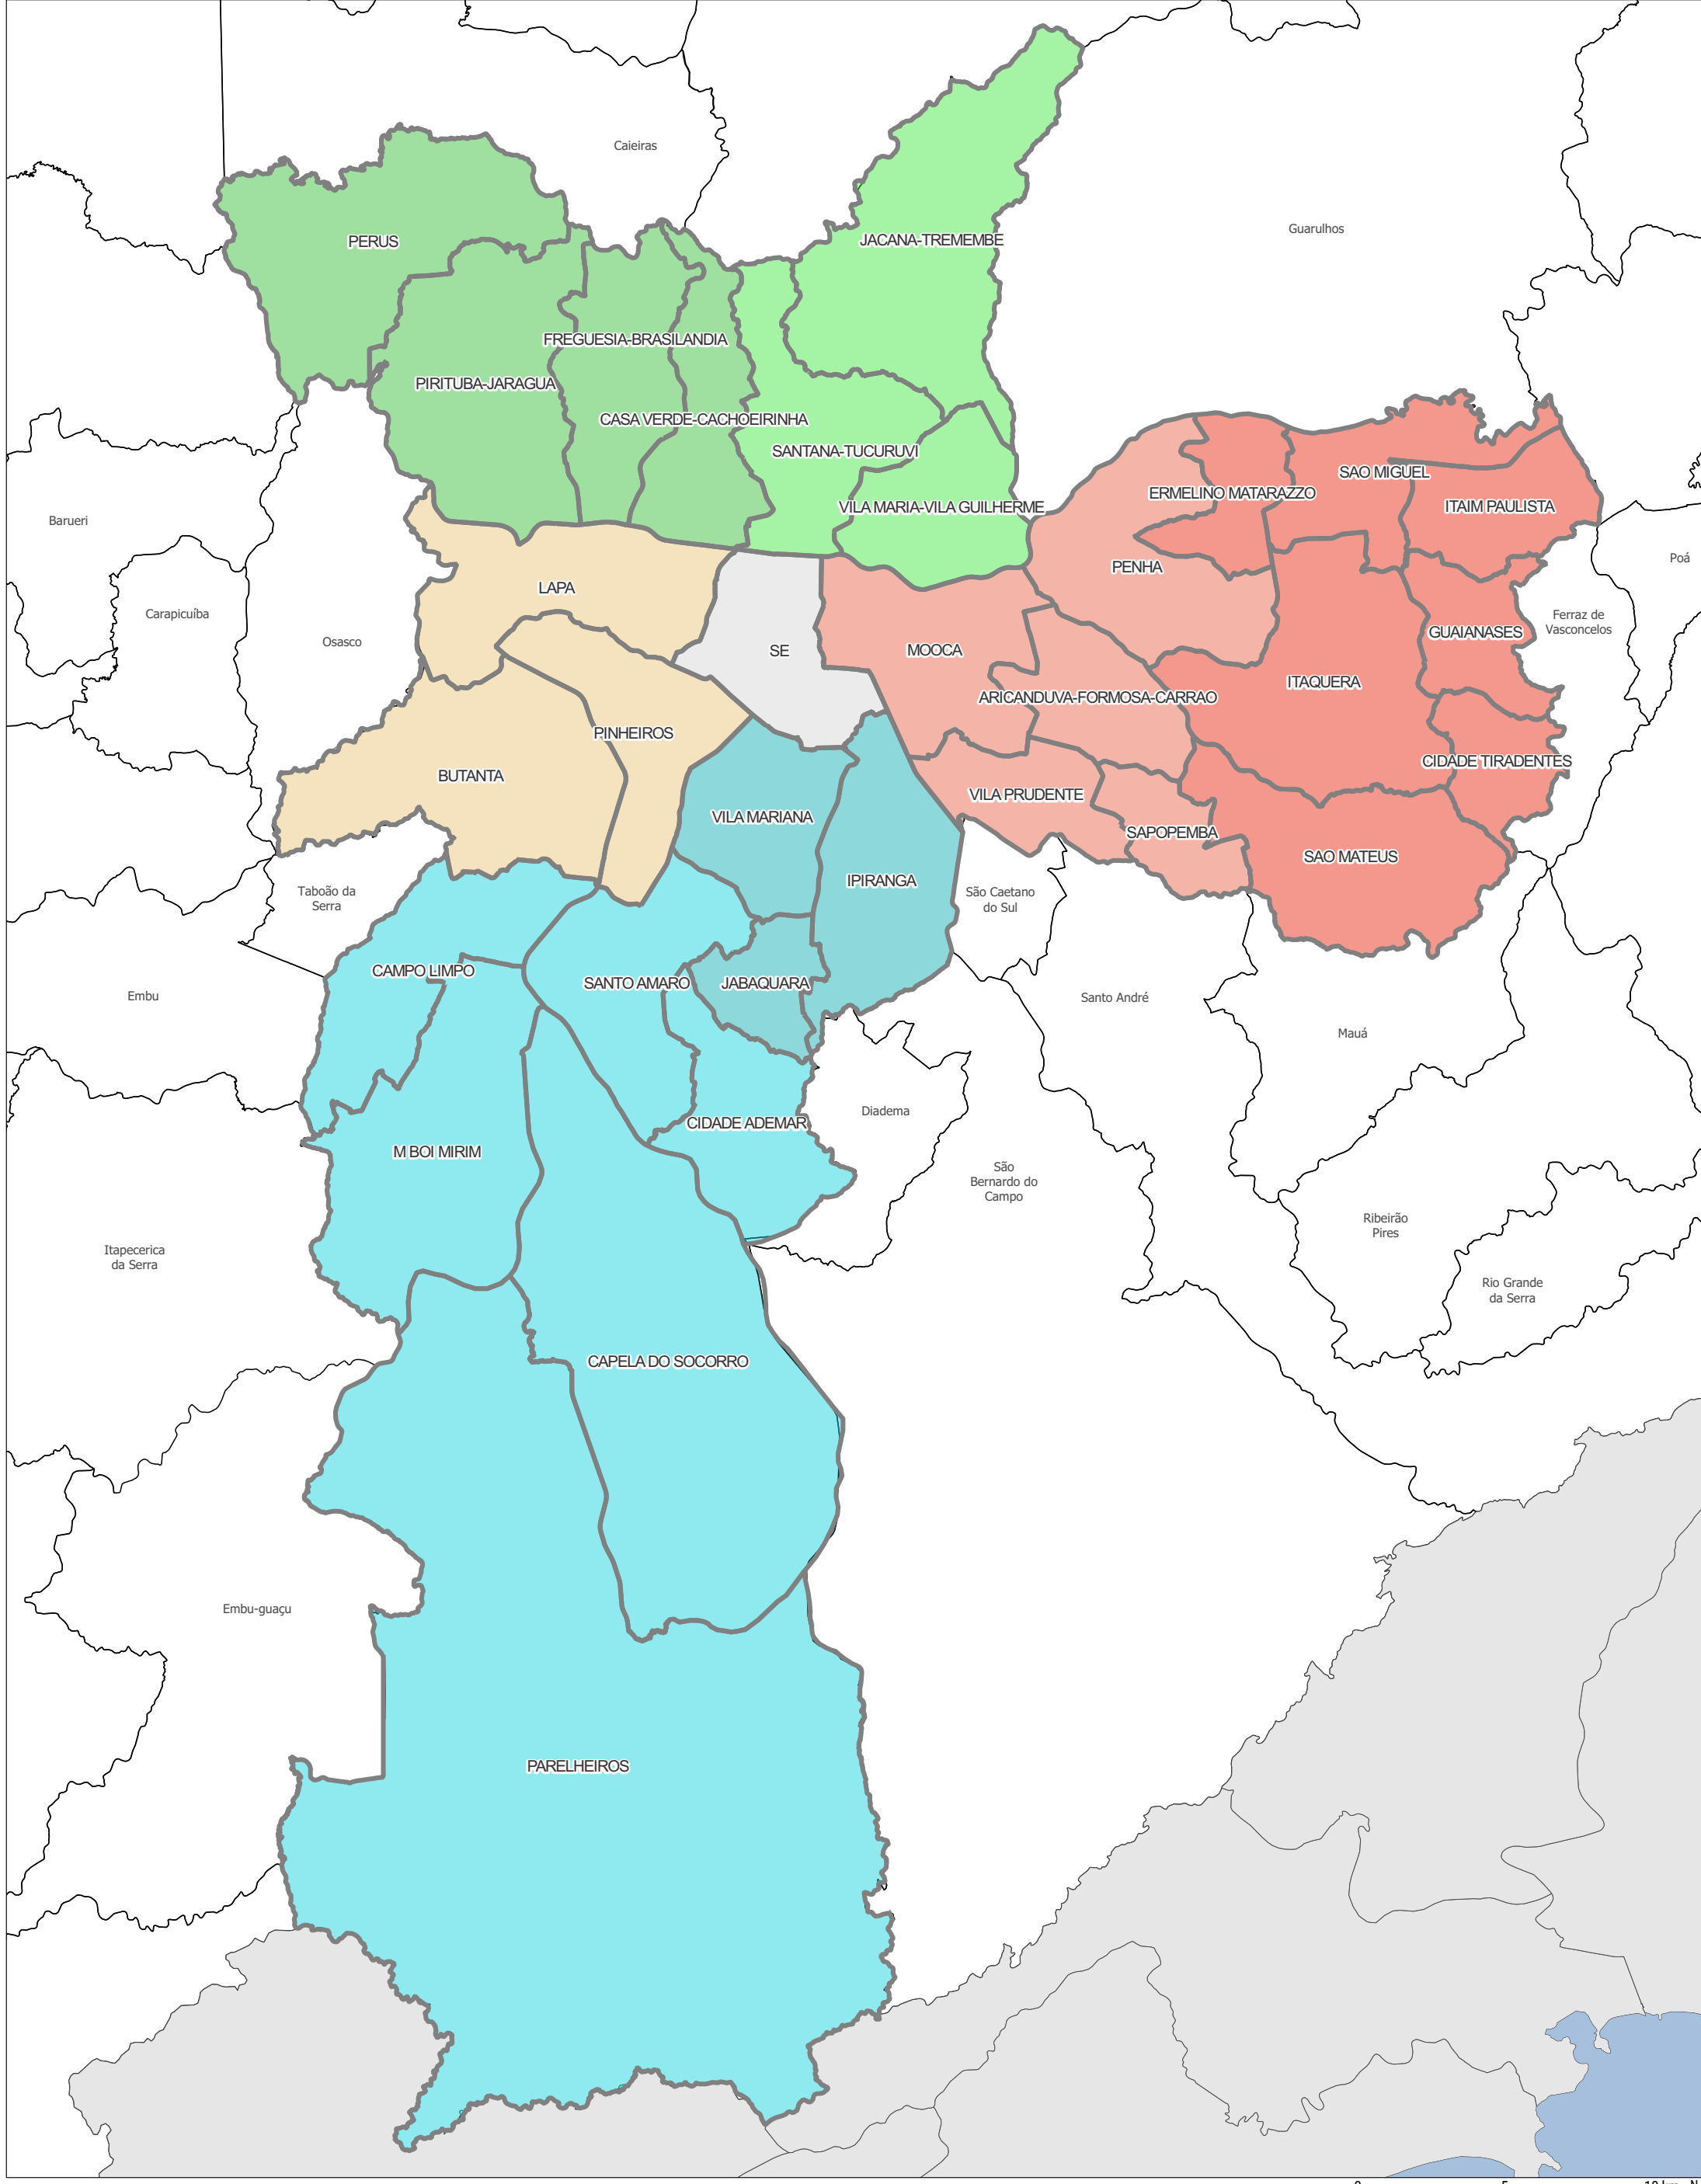 Caieiras
Guarulhos
JACANA-TREMEMBE
PERUS
FREGUESIA-BRASILANDIA
PIRITUBA-JARAGUA
CASA VERDE-CACHOEIRINHA
SANTANA-TUCURUVI
SAO MIGUEL
ERMELINO MATARAZZO
VILA MARIA-VILA GUILHERME
ITAIM PAULISTA
Barueri
Poá
PENHA
LAPA
Carapicuíba
Ferraz de
Vasconcelos
GUAIANASES
Osasco
SE
MOOCA
ITAQUERA
ARICANDUVA-FORMOSA-CARRAO
PINHEIROS
CIDADE TIRADENTES
BUTANTA
VILA PRUDENTE
VILA MARIANA
SAPOPEMBA
SAO MATEUS
IPIRANGA
Taboão da
Serra
São Caetano
do Sul
CAMPO LIMPO
SANTO AMARO
JABAQUARA
Embu
Santo André
Mauá
Diadema
CIDADE ADEMAR
M BOI MIRIM
São
Bernardo do
Campo
Ribeirão
Pires
Itapecerica
da Serra
Rio Grande
da Serra
CAPELA DO SOCORRO
Embu-guaçu
PARELHEIROS